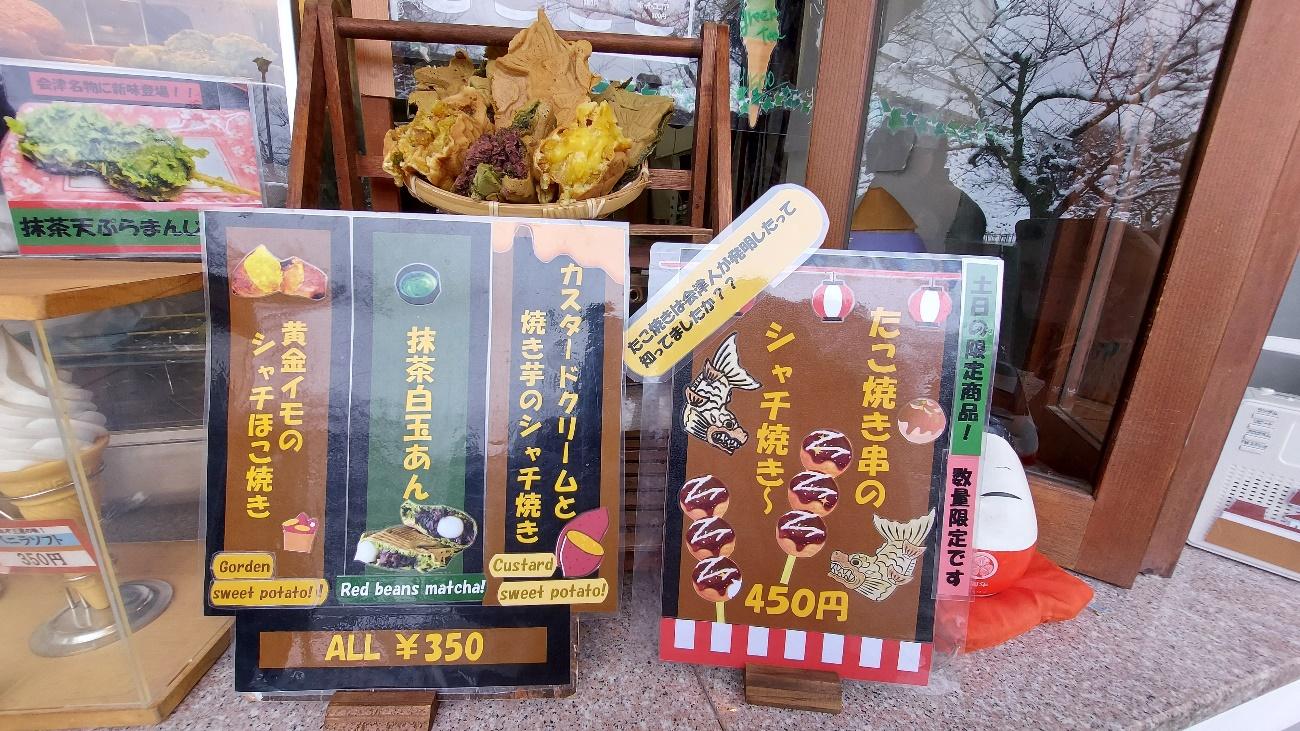 会津名物に新味登場!!
抹茶天ぷらまんじ
バニラソフト
350円
黄金イモの
シャチほこ焼き
Gorden
sweet potato!
抹茶白玉あん
Red beans matcha!
カスタードクリームと
焼き芋のシャチ焼き
Custard
sweet potato!
ALL ¥350
たこ焼きは会津人が発明したって
知ってましたか??
たこ焼き串の
シャチ焼き~
450円
土日の限定商品!
数量限定です
green